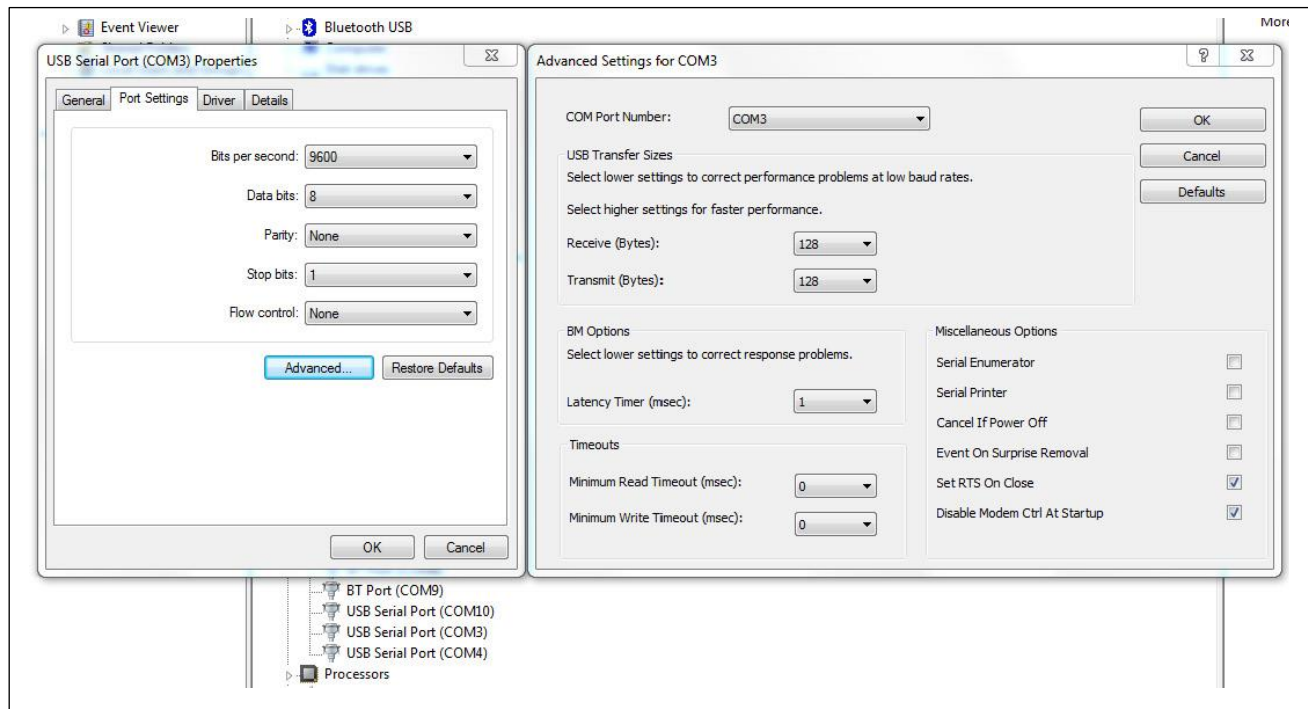 Event Viewer
Bluetooth USB
More
USB Serial Port (COM3) Properties
General Port Settings Driver Details
Bits per second: 9600
Data bits: 8
Parity: None
Stop bits: 1
Flow control: None
Advanced... Restore Defaults
OK Cancel
Advanced Settings for COM3
COM Port Number: COM3
OK
Cancel
Defaults
USB Transfer Sizes
Select lower settings to correct performance problems at low baud rates.
Select higher settings for faster performance.
Receive (Bytes): 128
Transmit (Bytes): 128
BM Options
Select lower settings to correct response problems.
Latency Timer (msec): 1
Timeouts
Minimum Read Timeout (msec): 0
Minimum Write Timeout (msec): 0
Miscellaneous Options
Serial Enumerator
Serial Printer
Cancel If Power Off
Event On Surprise Removal
Set RTS On Close
Disable Modem Ctrl At Startup
BT Port (COM9)
USB Serial Port (COM10)
USB Serial Port (COM3)
USB Serial Port (COM4)
Processors